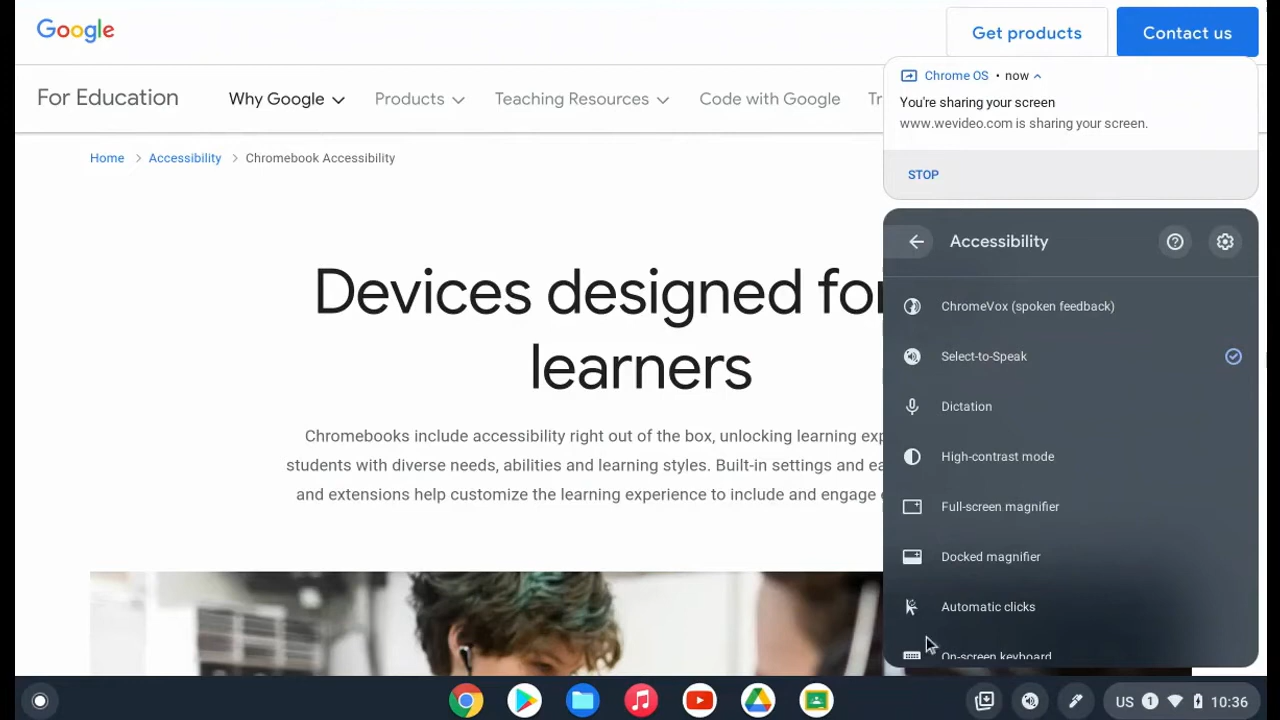 Google
Get products
Contact us
For Education
Why Google
Products
Teaching Resources
Code with Google
Tr
Home
Accessibility
Chromebook Accessibility
Chrome OS • now
You're sharing your screen
www.wevideo.com is sharing your screen.
STOP
Devices designed for
learners
Chromebooks include accessibility right out of the box, unlocking learning exp
students with diverse needs, abilities and learning styles. Built-in settings and ea
and extensions help customize the learning experience to include and engage
Accessibility
ChromeVox (spoken feedback)
Select-to-Speak
Dictation
High-contrast mode
Full-screen magnifier
Docked magnifier
Automatic clicks
On-screen keyboard
US 1 10:36